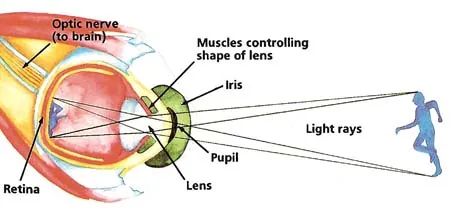 Optic nerve
(to brain)
Muscles controlling
shape of lens
Iris
Light rays
Pupil
Lens
Retina